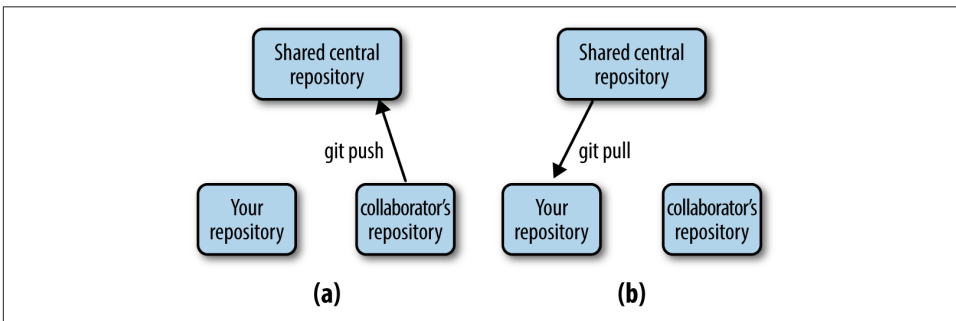 Shared central
repository
git push
Your
repository
collaborator's
repository
(a)
Shared central
repository
git pull
Your
repository
collaborator's
repository
(b)